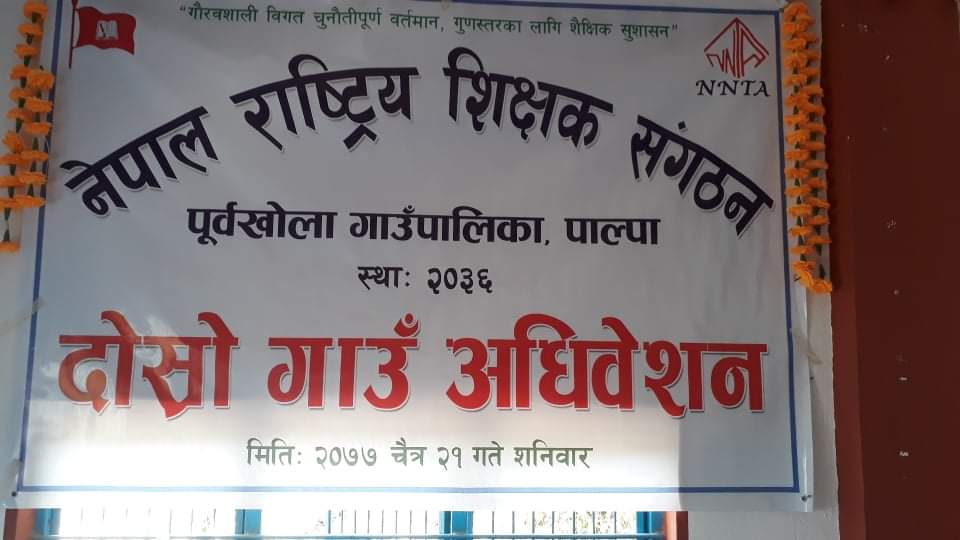 "गौरवशाली विगत चुनौतीपूर्ण वर्तमान, गुणस्तरका लागि शैक्षिक सुशासन"
NNTA
नेपाल राष्ट्रिय शिक्षक संगठन
पूर्वखोला गाउँपालिका, पाल्पा
स्थाः २०३६
दोस्रो गाउँ अधिवेशन
मितिः २०७७ चैत्र २१ गते शनिवार